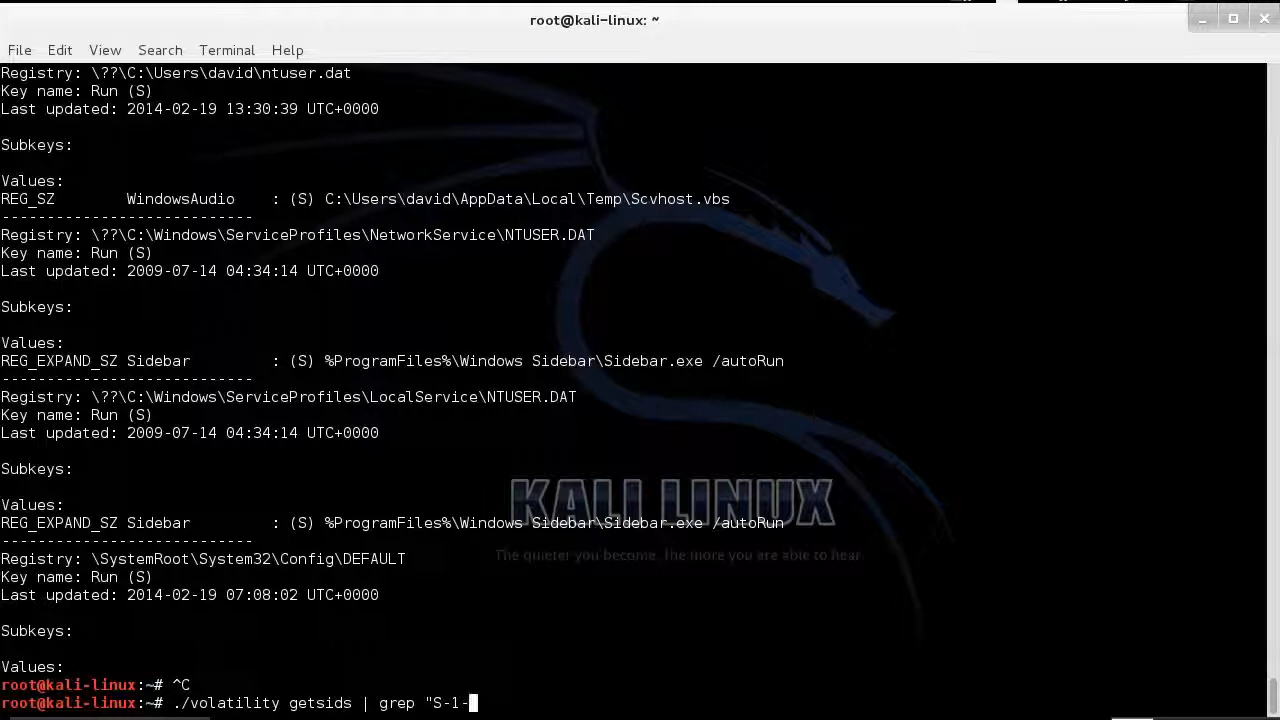 root@kali-linux: ~
File Edit View Search Terminal Help
Registry: \??\C:\Users\david\ntuser.dat
Key name: Run (S)
Last updated: 2014-02-19 13:30:39 UTC+0000
Subkeys:
Values:
REG_SZ        WindowsAudio    : (S) C:\Users\david\AppData\Local\Temp\Scvhost.vbs
----------------------------
Registry: \??\C:\Windows\ServiceProfiles\NetworkService\NTUSER.DAT
Key name: Run (S)
Last updated: 2009-07-14 04:34:14 UTC+0000
Subkeys:
Values:
REG_EXPAND_SZ Sidebar         : (S) %ProgramFiles%\Windows Sidebar\Sidebar.exe /autoRun
----------------------------
Registry: \??\C:\Windows\ServiceProfiles\LocalService\NTUSER.DAT
Key name: Run (S)
Last updated: 2009-07-14 04:34:14 UTC+0000
Subkeys:
KALI LINUX
Values:
REG_EXPAND_SZ Sidebar         : (S) %ProgramFiles%\Windows Sidebar\Sidebar.exe /autoRun
----------------------------
The quieter you become, the more you are able to hear
Registry: \SystemRoot\System32\Config\DEFAULT
Key name: Run (S)
Last updated: 2014-02-19 07:08:02 UTC+0000
Subkeys:
Values:
root@kali-linux:~# ^C
root@kali-linux:~# ./volatility getsids | grep "S-1-